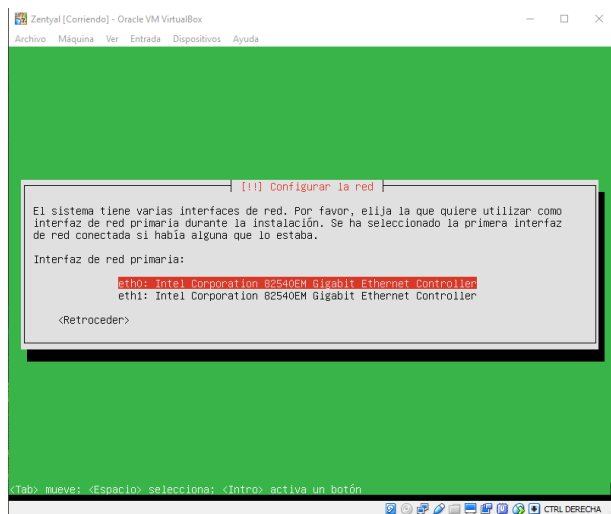 Zentyal [Corriendo] - Oracle VM VirtualBox
Archivo Máquina Ver Entrada Dispositivos Ayuda
[!!] Configurar la red
El sistema tiene varias interfaces de red. Por favor, elija la que quiere utilizar como
interfaz de red primaria durante la instalación. Se ha seleccionado la primera interfaz
de red conectada si había alguna que lo estaba.
Interfaz de red primaria:
eth0: Intel Corporation 82540EM Gigabit Ethernet Controller
eth1: Intel Corporation 82540EM Gigabit Ethernet Controller
<Retroceder>
<Tab> mueve; <Espacio> selecciona; <Intro> activa un botón
CTRL DERECHA